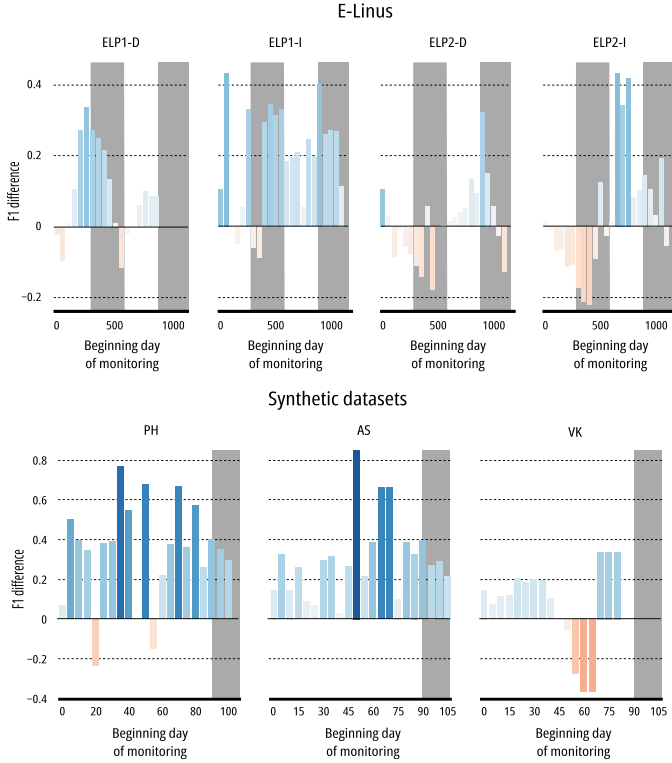 E-Linus
ELP1-D ELP1-I ELP2-D ELP2-I
F1 difference
0.4
0.2
0
−0.2
0 500 1000 0 500 1000 0 500 1000 0 500 1000
Beginning day Beginning day Beginning day Beginning day
of monitoring of monitoring of monitoring of monitoring
Synthetic datasets
PH AS VK
F1 difference
0.8
0.6
0.4
0.2
0
−0.2
−0.4
0 20 40 60 80 100 0 15 30 45 60 75 90 105 0 15 30 45 60 75 90 105
Beginning day Beginning day Beginning day
of monitoring of monitoring of monitoring